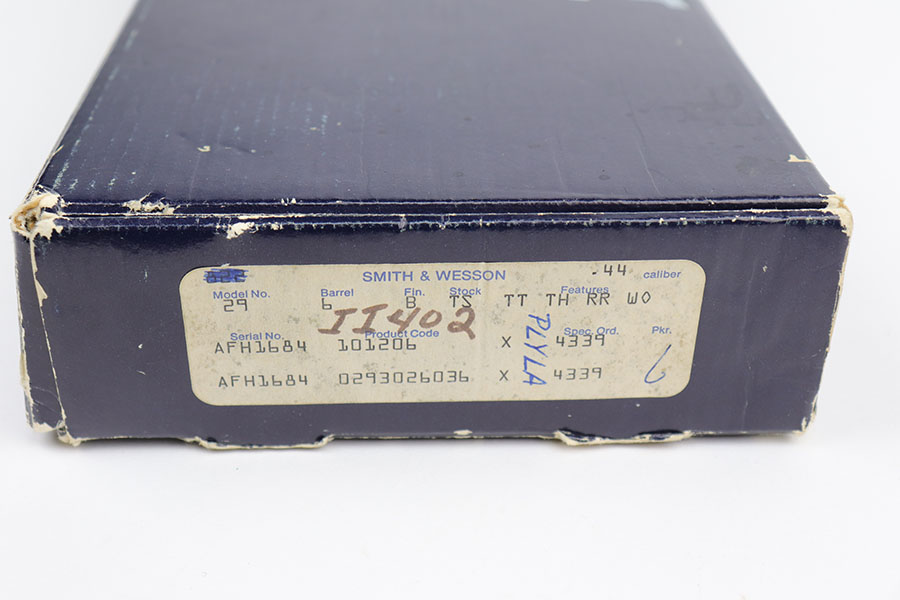 SMITH & WESSON .44 caliber
Model No. Barrel Fin. Stock Features
29 6 B TS TT TH RR WO
II402
Serial No. Product Code Spec. Ord. Pkr.
AFH1684 101206 X 4339
AFH1684 0293026036 X 4339
PLYLA
6